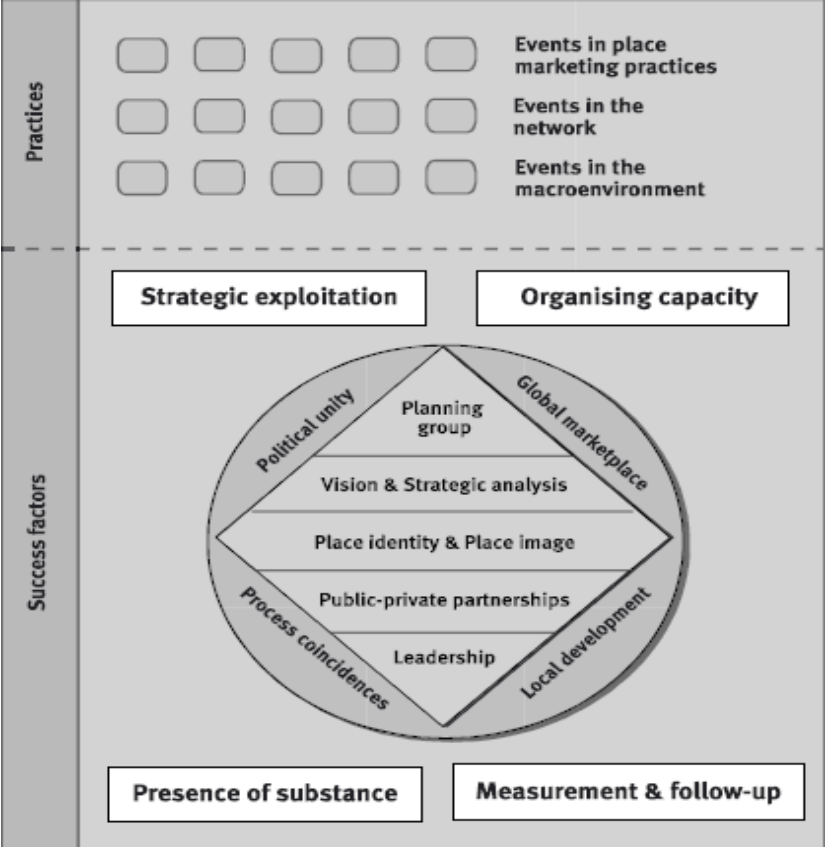 Practices
Events in place
marketing practices
Events in the
network
Events in the
macroenvironment
Success factors
Strategic exploitation
Organising capacity
Political unity
Global marketplace
Planning
group
Vision & Strategic analysis
Place identity & Place image
Public-private partnerships
Leadership
Process coincidences
Local development
Presence of substance
Measurement & follow-up